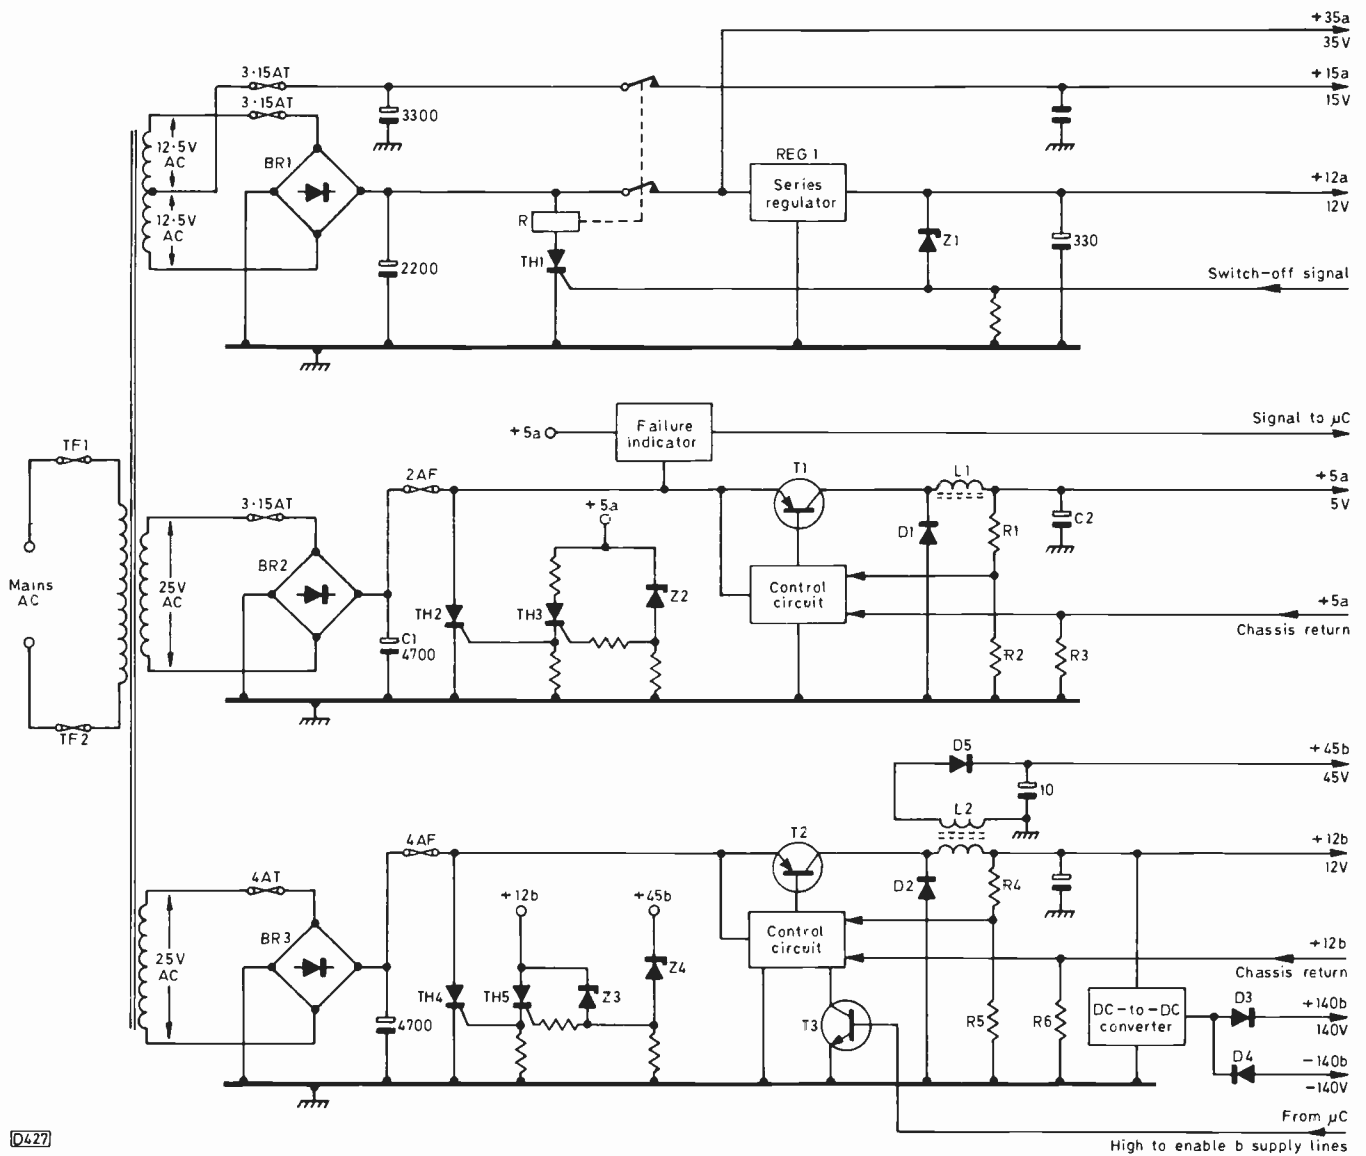 +35a
35V
3·15AT
+15a
15V
3·15AT
3300
12·5V
AC
BR1
REG 1
Series
regulator
+12a
12V
12·5V
AC
R
TH1
Z1
330
2200
Switch-off signal
+5a
Failure
indicator
Signal to μC
TF1
2AF
T1
L1
+5a
5V
3·15AT
+5a
D1
R1
C2
BR2
Mains
AC
25V
AC
TH2
TH3
Z2
Control
circuit
+5a
Chassis return
C1
4700
R2
R3
TF2
D5
+45b
45V
10
L2
4AF
T2
+12b
12V
4AT
+12b
+45b
D2
R4
BR3
25V
AC
Control
circuit
+12b
Chassis return
TH4
TH5
Z3
Z4
4700
T3
R5
R6
DC-to-DC
converter
D3
+140b
140V
D4
-140b
-140V
From μC
High to enable b supply lines
D427